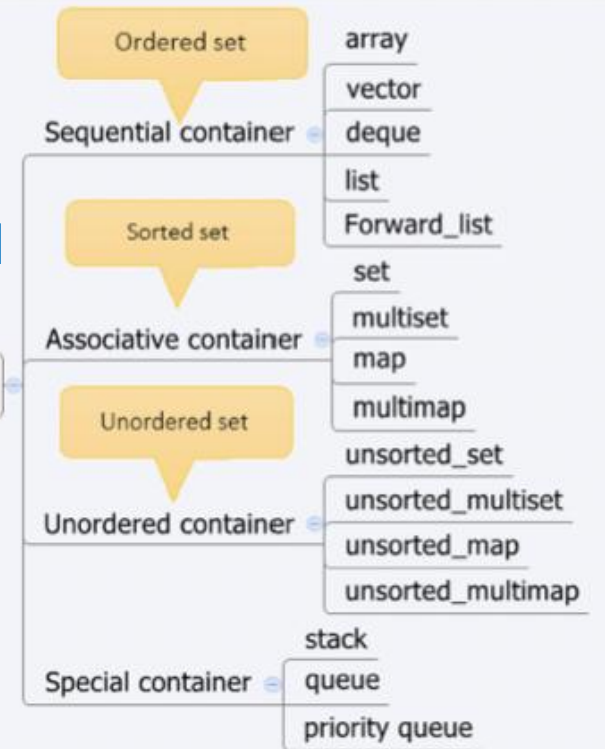 Ordered set
Sequential container
array
vector
deque
list
Forward_list
Sorted set
Associative container
set
multiset
map
multimap
Unordered set
Unordered container
unsorted_set
unsorted_multiset
unsorted_map
unsorted_multimap
Special container
stack
queue
priority queue